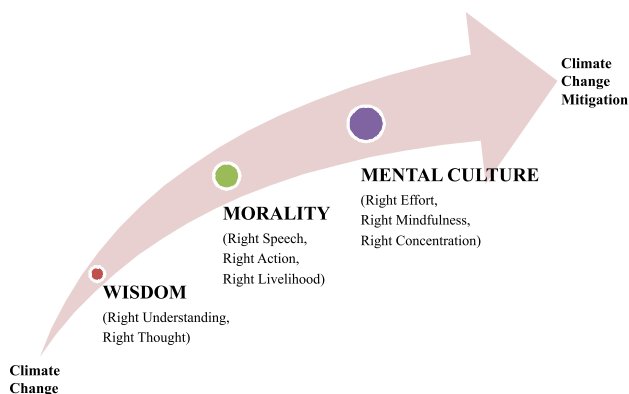 Climate
Change
Mitigation
MENTAL CULTURE
(Right Effort,
Right Mindfulness,
Right Concentration)
MORALITY
(Right Speech,
Right Action,
Right Livelihood)
WISDOM
(Right Understanding,
Right Thought)
Climate
Change